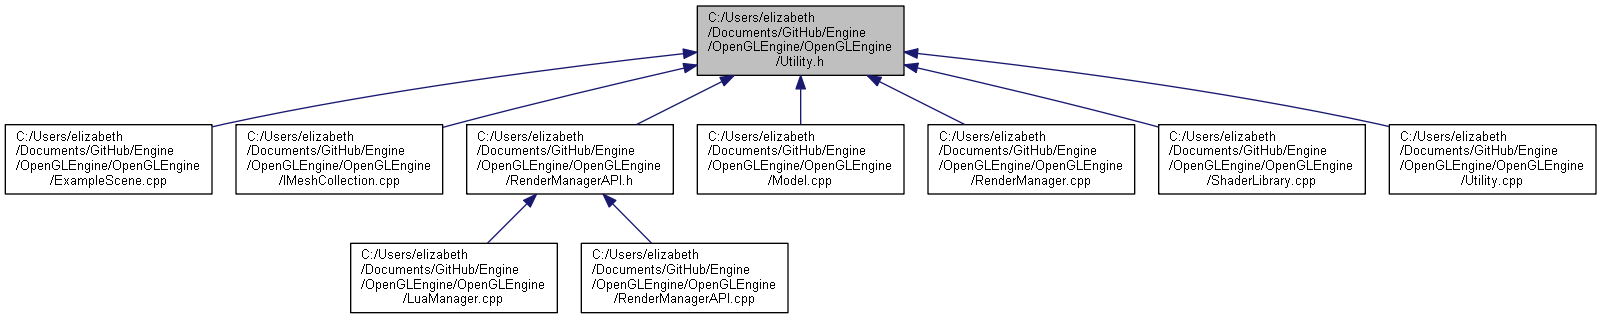 C:/Users/elizabeth
/Documents/GitHub/Engine
/OpenGLEngine/OpenGLEngine
/Utility.h
C:/Users/elizabeth
/Documents/GitHub/Engine
/OpenGLEngine/OpenGLEngine
/ExampleScene.cpp
C:/Users/elizabeth
/Documents/GitHub/Engine
/OpenGLEngine/OpenGLEngine
/IMeshCollection.cpp
C:/Users/elizabeth
/Documents/GitHub/Engine
/OpenGLEngine/OpenGLEngine
/RenderManagerAPI.h
C:/Users/elizabeth
/Documents/GitHub/Engine
/OpenGLEngine/OpenGLEngine
/Model.cpp
C:/Users/elizabeth
/Documents/GitHub/Engine
/OpenGLEngine/OpenGLEngine
/RenderManager.cpp
C:/Users/elizabeth
/Documents/GitHub/Engine
/OpenGLEngine/OpenGLEngine
/ShaderLibrary.cpp
C:/Users/elizabeth
/Documents/GitHub/Engine
/OpenGLEngine/OpenGLEngine
/Utility.cpp
C:/Users/elizabeth
/Documents/GitHub/Engine
/OpenGLEngine/OpenGLEngine
/LuaManager.cpp
C:/Users/elizabeth
/Documents/GitHub/Engine
/OpenGLEngine/OpenGLEngine
/RenderManagerAPI.cpp